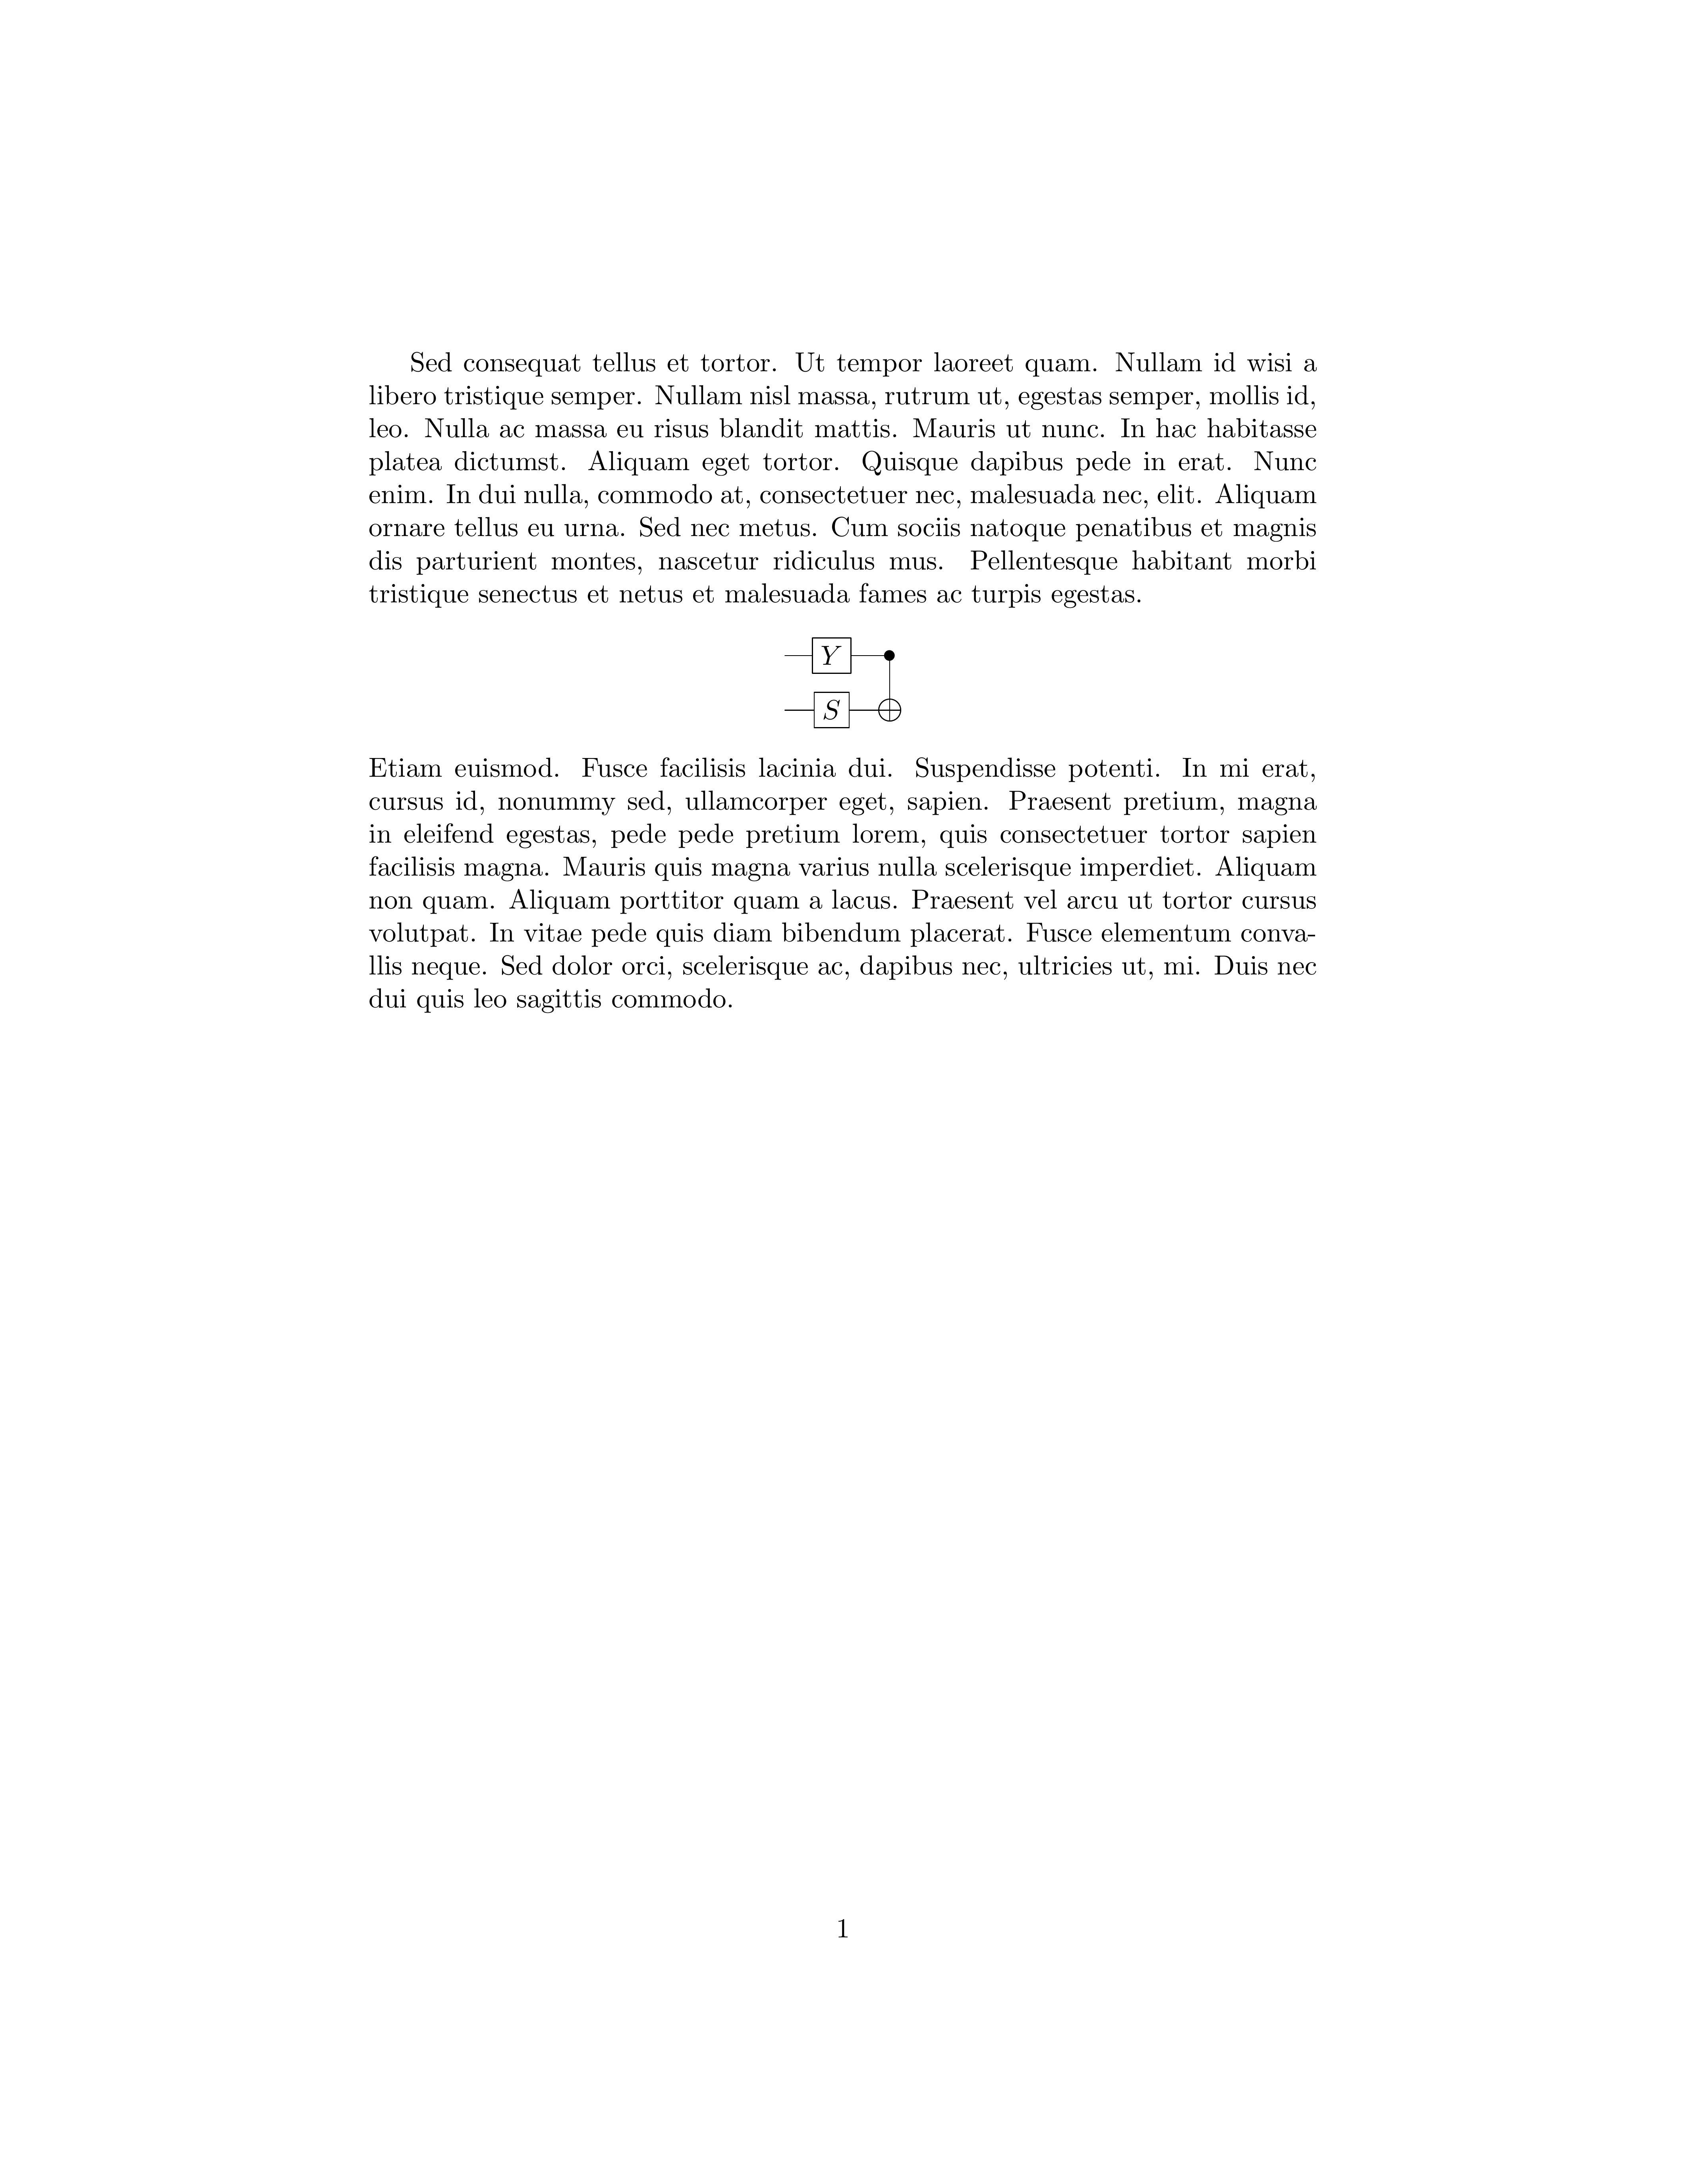 Sed consequat tellus et tortor. Ut tempor laoreet quam. Nullam id wisi a
libero tristique semper. Nullam nisl massa, rutrum ut, egestas semper, mollis id,
leo. Nulla ac massa eu risus blandit mattis. Mauris ut nunc. In hac habitasse
platea dictumst. Aliquam eget tortor. Quisque dapibus pede in erat. Nunc
enim. In dui nulla, commodo at, consectetuer nec, malesuada nec, elit. Aliquam
ornare tellus eu urna. Sed nec metus. Cum sociis natoque penatibus et magnis
dis parturient montes, nascetur ridiculus mus. Pellentesque habitant morbi
tristique senectus et netus et malesuada fames ac turpis egestas.
Y
S
Etiam euismod. Fusce facilisis lacinia dui. Suspendisse potenti. In mi erat,
cursus id, nonummy sed, ullamcorper eget, sapien. Praesent pretium, magna
in eleifend egestas, pede pede pretium lorem, quis consectetuer tortor sapien
facilisis magna. Mauris quis magna varius nulla scelerisque imperdiet. Aliquam
non quam. Aliquam porttitor quam a lacus. Praesent vel arcu ut tortor cursus
volutpat. In vitae pede quis diam bibendum placerat. Fusce elementum conva-
llis neque. Sed dolor orci, scelerisque ac, dapibus nec, ultricies ut, mi. Duis nec
dui quis leo sagittis commodo.
1